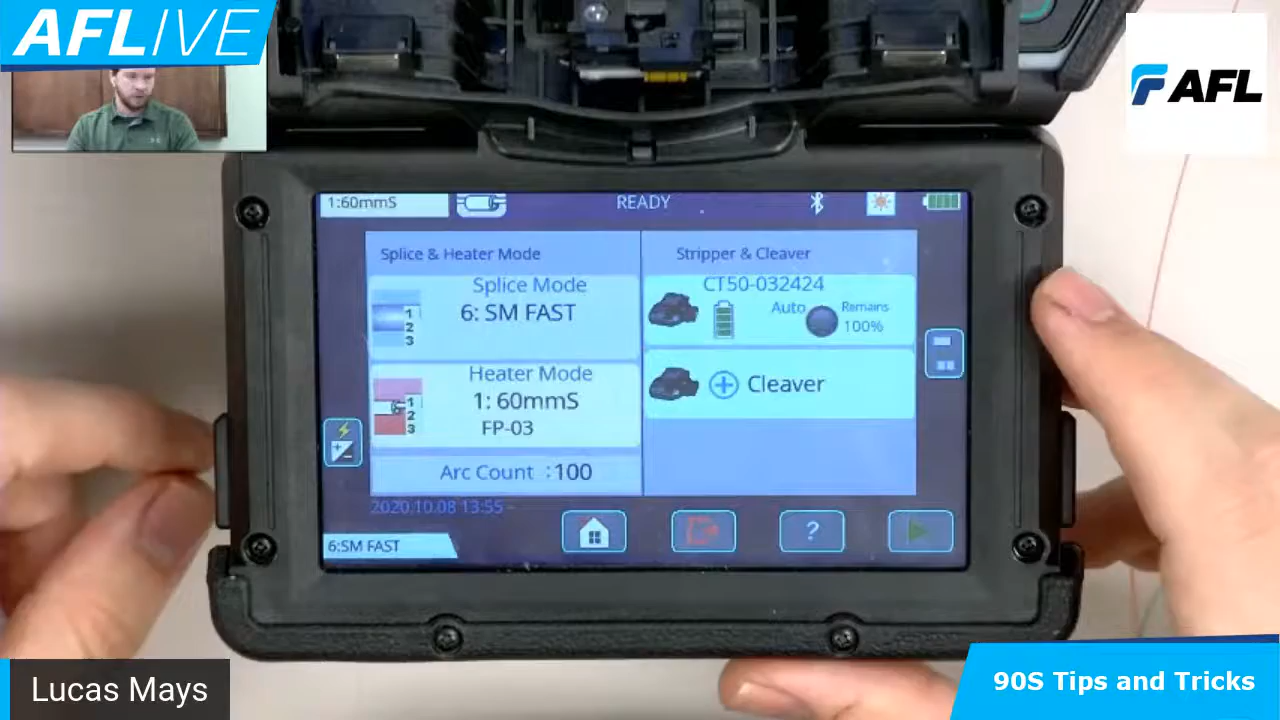 AFLIVE
AFL
1:60mmS
READY
Splice & Heater Mode
Stripper & Cleaver
Splice Mode
6: SM FAST
1
2
3
CT50-032424
Auto
Remains
100%
Heater Mode
1: 60mmS
FP-03
1
2
3
Cleaver
Arc Count : 100
2020.10.08 13:55
6:SM FAST
?
Lucas Mays
90S Tips and Tricks